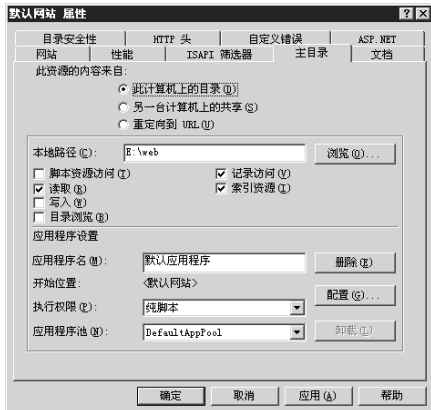 默认网站 属性
目录安全性 HTTP 头 自定义错误 ASP.NET
网站 性能 ISAPI 筛选器 主目录 文档
此资源的内容来自:
此计算机上的目录(D)
另一台计算机上的共享(S)
重定向到 URL(U)
本地路径(C): E:\web 浏览(O)...
脚本资源访问(T) 记录访问(V)
读取(R) 索引资源(I)
写入(W)
目录浏览(B)
应用程序设置
应用程序名(M): 默认应用程序 删除(E)
开始位置: <默认网站>
配置(G)...
执行权限(P): 纯脚本
应用程序池(N): DefaultAppPool 卸载(L)
确定 取消 应用(A) 帮助